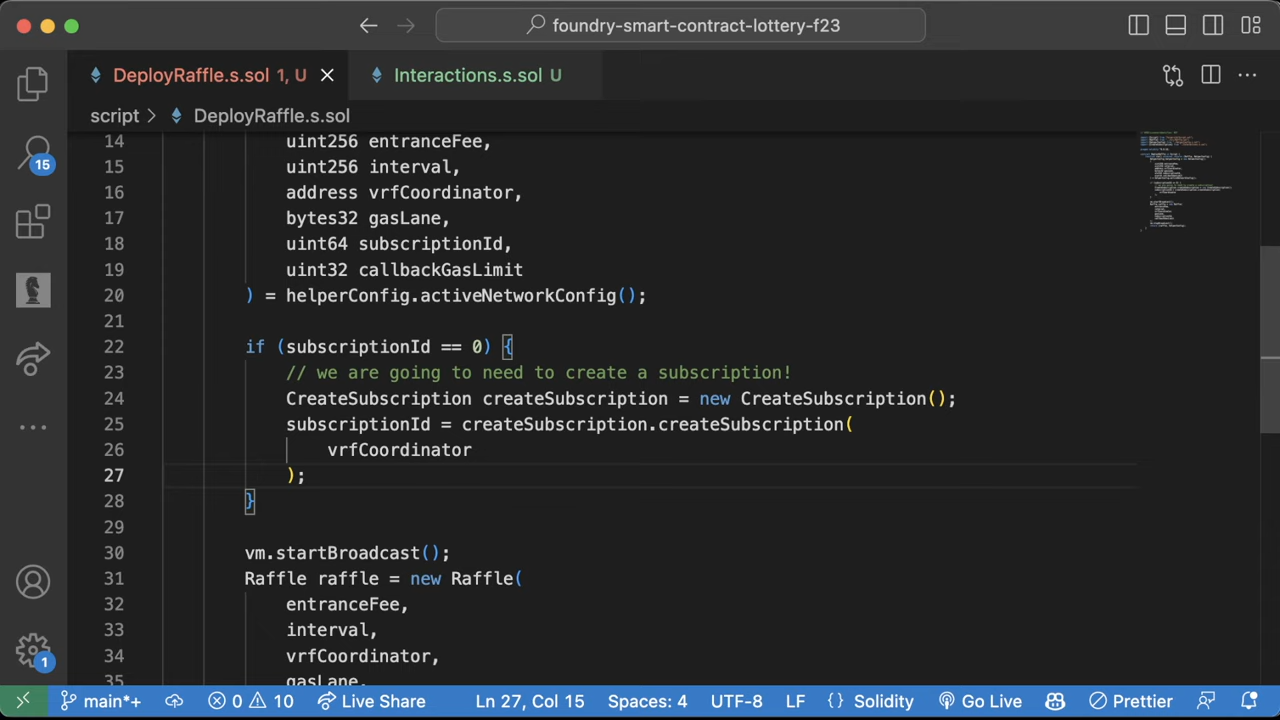 foundry-smart-contract-lottery-f23
DeployRaffle.s.sol 1, U
Interactions.s.sol U
script > DeployRaffle.s.sol
15
14 uint256 entranceFee,
15 uint256 interval,
16 address vrfCoordinator,
17 bytes32 gasLane,
18 uint64 subscriptionId,
19 uint32 callbackGasLimit
20 ) = helperConfig.activeNetworkConfig();
21
22 if (subscriptionId == 0) {
23 // we are going to need to create a subscription!
24 CreateSubscription createSubscription = new CreateSubscription();
25 subscriptionId = createSubscription.createSubscription(
26 vrfCoordinator
27 );
28 }
29
30 vm.startBroadcast();
31 Raffle raffle = new Raffle(
32 entranceFee,
33 interval,
34 vrfCoordinator,
35 gasLane,
1
main*+ 0 10 Live Share Ln 27, Col 15 Spaces: 4 UTF-8 LF {} Solidity Go Live Prettier